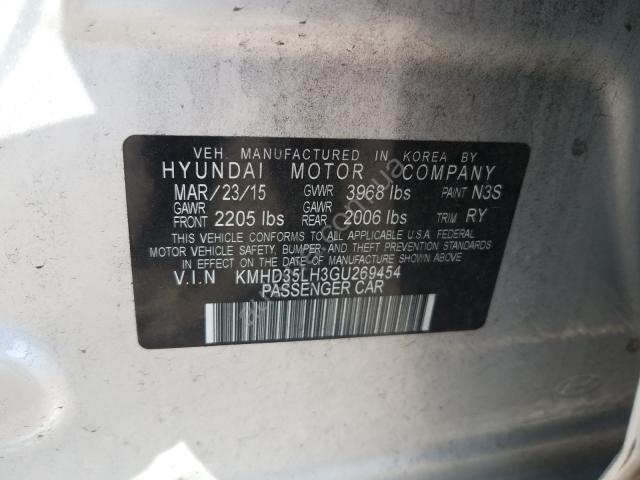 VEH. MANUFACTURED IN KOREA BY
HYUNDAI MOTOR COMPANY
MAR/23/15 GVWR 3968 lbs PAINT N3S
GAWR FRONT 2205 lbs GAWR REAR 2006 lbs TRIM RY
THIS VEHICLE CONFORMS TO ALL APPLICABLE U.S.A. FEDERAL
MOTOR VEHICLE SAFETY, BUMPER, AND THEFT PREVENTION STANDARDS
IN EFFECT ON THE DATE OF MANUFACTURE SHOWN ABOVE.
V.I.N KMHD35LH3GU269454
PASSENGER CAR